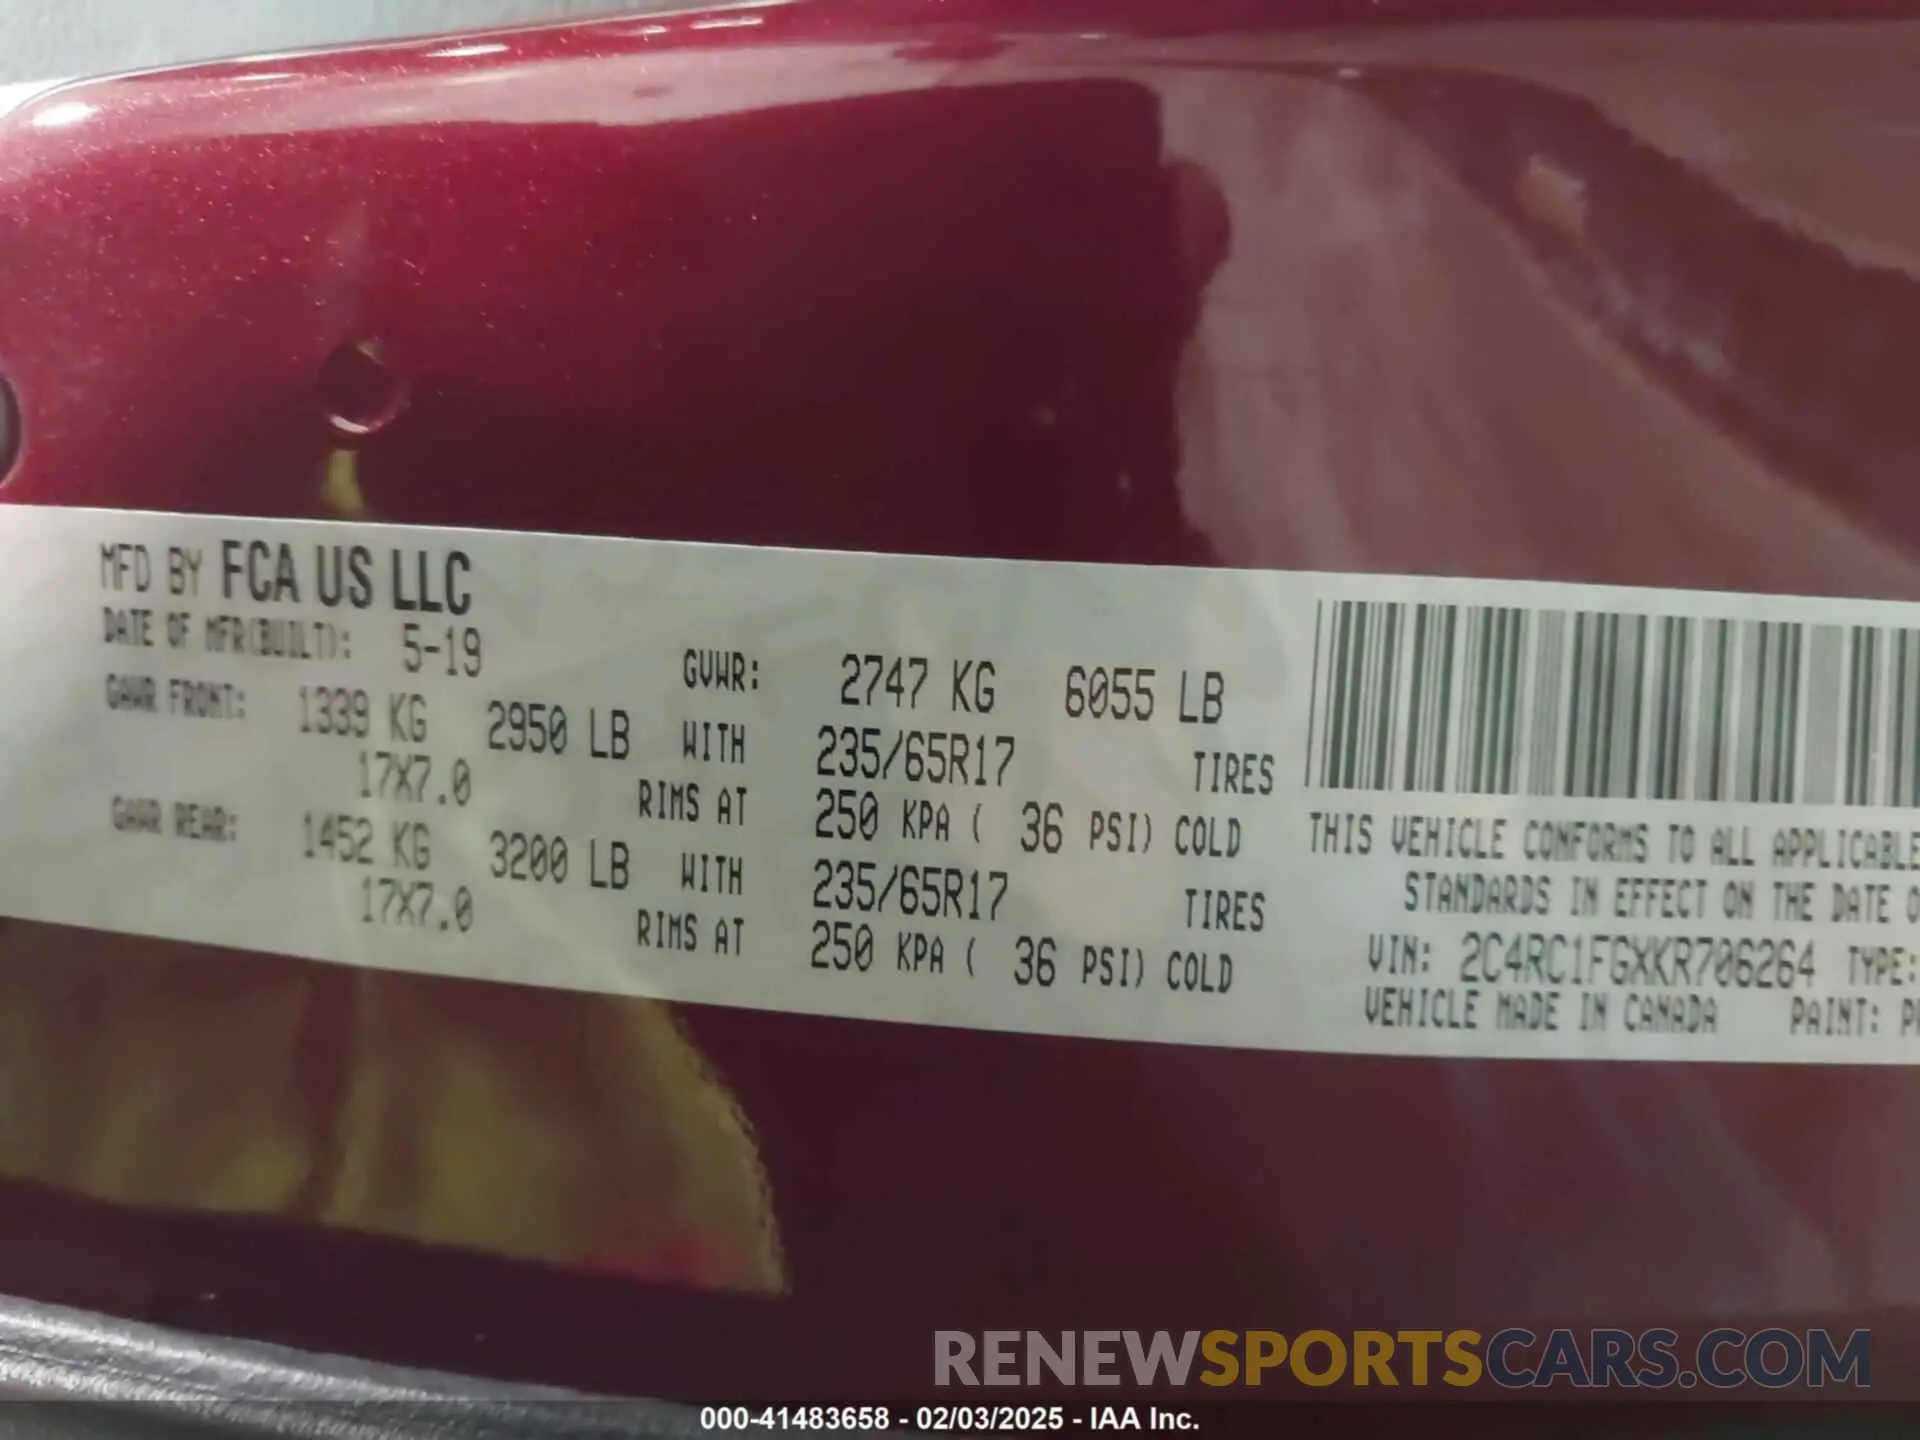 MFD BY FCA US LLC
DATE OF MFR(BUILT): 5-19
GVWR: 2747 KG 6055 LB
GAWR FRONT: 1339 KG 2950 LB WITH 235/65R17 TIRES
17X7.0 RIMS AT 250 KPA ( 36 PSI) COLD
GAWR REAR: 1452 KG 3200 LB WITH 235/65R17 TIRES
17X7.0 RIMS AT 250 KPA ( 36 PSI) COLD
THIS VEHICLE CONFORMS TO ALL APPLICABLE
STANDARDS IN EFFECT ON THE DATE
VIN: 2C4RC1FGXKR706264 TYPE:
VEHICLE MADE IN CANADA PAINT:
RENEWSPORTSCARS.COM
000-41483658 - 02/03/2025 - IAA Inc.